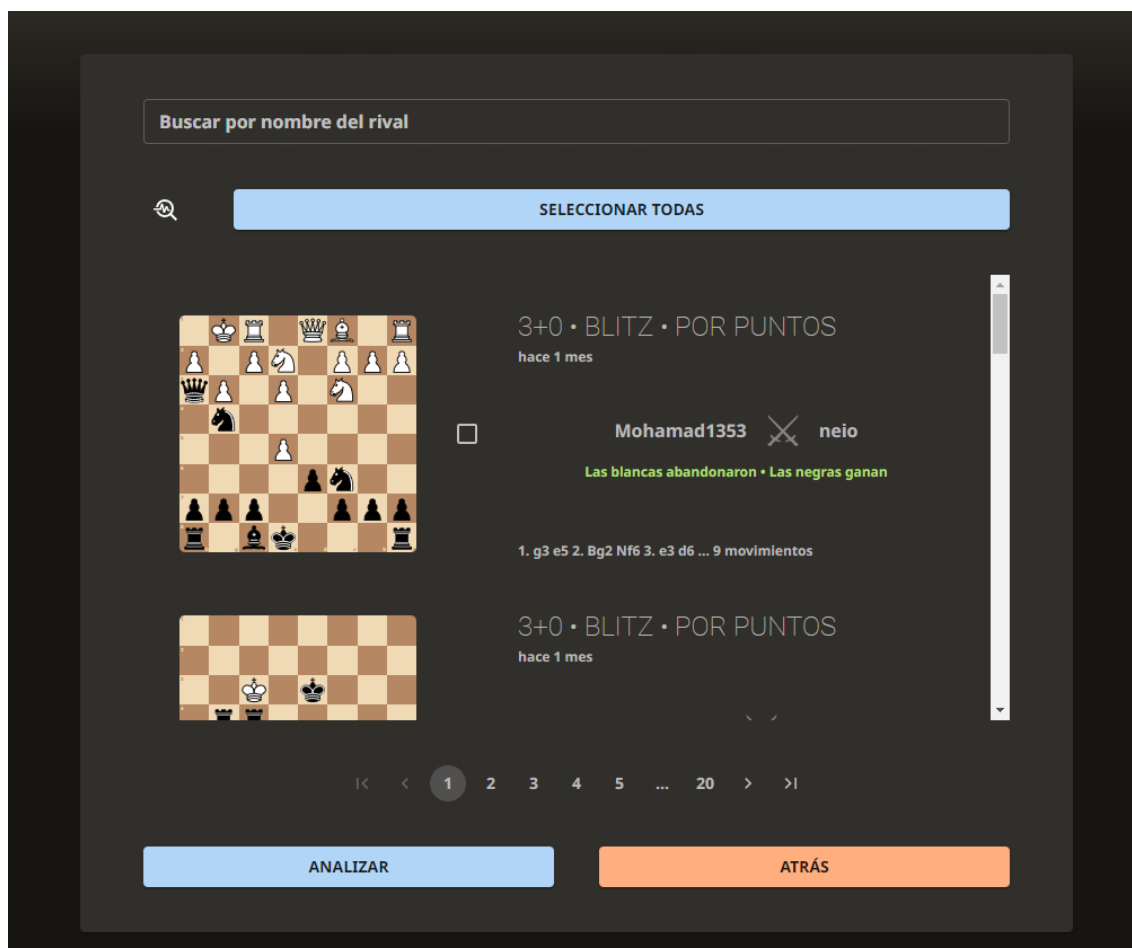 Buscar por nombre del rival
SELECCIONAR TODAS
3+0 • BLITZ • POR PUNTOS
hace 1 mes
Mohamad1353 neio
Las blancas abandonaron • Las negras ganan
1. g3 e5 2. Bg2 Nf6 3. e3 d6 ... 9 movimientos
3+0 • BLITZ • POR PUNTOS
hace 1 mes
1 2 3 4 5 ... 20
ANALIZAR ATRÁS